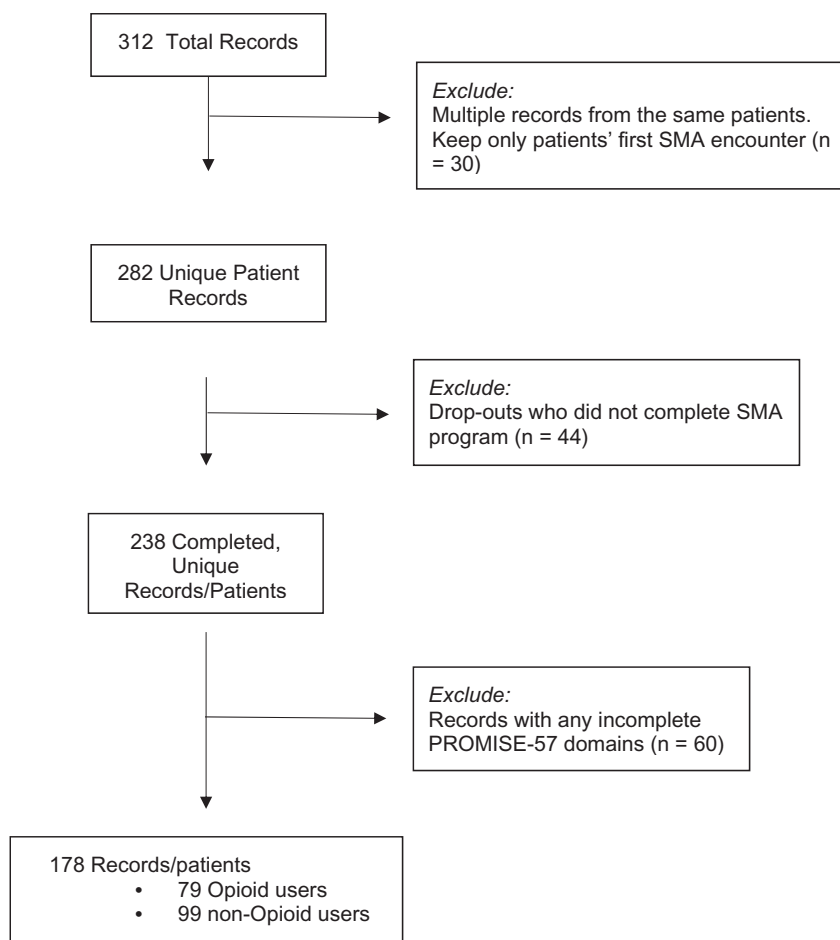 312 Total Records
Exclude:
Multiple records from the same patients.
Keep only patients' first SMA encounter (n
= 30)
282 Unique Patient
Records
Exclude:
Drop-outs who did not complete SMA
program (n = 44)
238 Completed,
Unique
Records/Patients
Exclude:
Records with any incomplete
PROMISE-57 domains (n = 60)
178 Records/patients
• 79 Opioid users
• 99 non-Opioid users